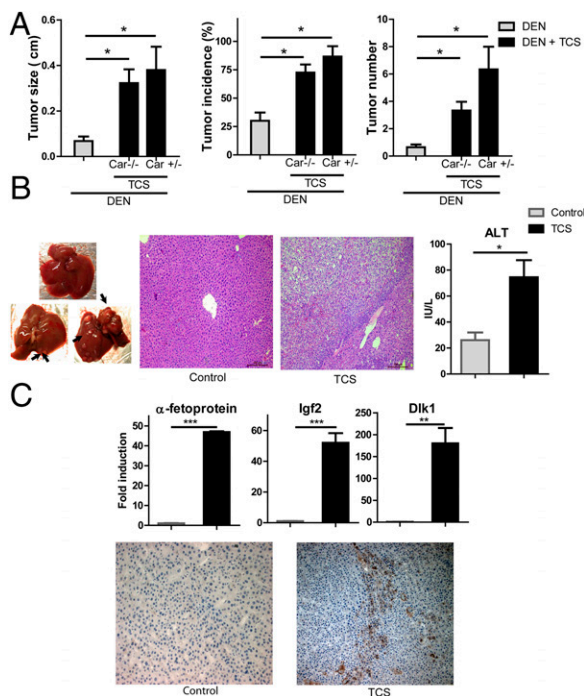 A
Tumor size ( cm)
0.6
0.4
0.2
0.0
*
*
Car-/-
Car +/-
TCS
DEN
Tumor incidence (%)
100
75
50
25
0
*
*
Car-/-
Car +/-
TCS
DEN
Tumor number
10
8
6
4
2
0
*
*
Car-/-
Car +/-
TCS
DEN
DEN
DEN + TCS
B
Control
TCS
ALT
IU/L
100
80
60
40
20
0
*
Control
TCS
C
α-fetoprotein
Fold induction
50
40
30
20
10
0
***
Igf2
60
40
20
0
***
Dlk1
250
200
150
100
50
0
**
Control
TCS